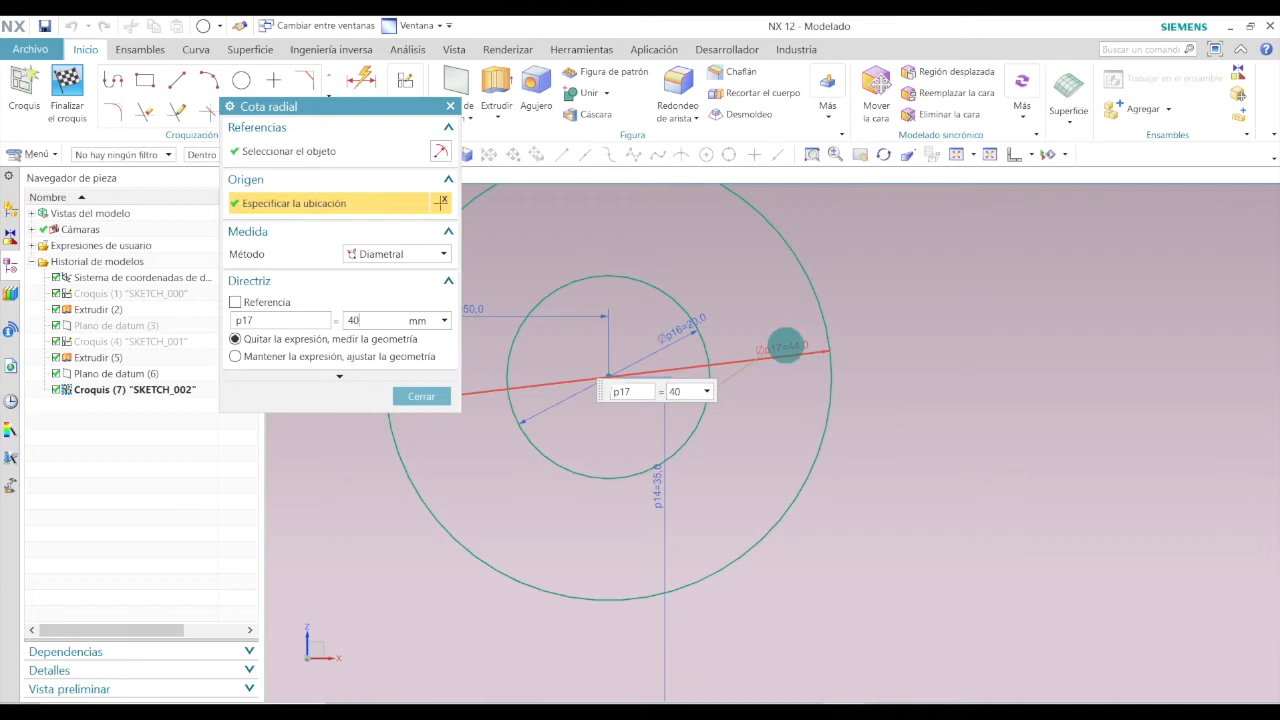 NX
Cambiar entre ventanas
Ventana
NX 12 - Modelado
SIEMENS
Archivo
Inicio
Ensambles
Curva
Superficie
Ingeniería inversa
Análisis
Vista
Renderizar
Herramientas
Aplicación
Desarrollador
Industria
Buscar un comando
Croquis
Finalizar
el croquis
Extrudir
Agujero
Figura de patrón
Unir
Cáscara
Redondeo
de arista
Chaflán
Recortar el cuerpo
Desmoldeo
Más
Mover
la cara
Región desplazada
Reemplazar la cara
Eliminar la cara
Más
Superficie
Trabajar en el ensamble
Agregar
Croquización
Figura
Modelado sincrónico
Ensambles
Menú
No hay ningún filtro
Dentro
Cota radial
Referencias
Seleccionar el objeto
Origen
Especificar la ubicación
Medida
Método
Diametral
Directriz
Referencia
p17
=
40
mm
Quitar la expresión, medir la geometría
Mantener la expresión, ajustar la geometría
Cerrar
Navegador de pieza
Nombre
Vistas del modelo
Cámaras
Expresiones de usuario
Historial de modelos
Sistema de coordenadas de d...
Croquis (1) "SKETCH_000"
Extrudir (2)
Plano de datum (3)
Croquis (4) "SKETCH_001"
Extrudir (5)
Plano de datum (6)
Croquis (7) "SKETCH_002"
Dependencias
Detalles
Vista preliminar
50,0
Øp16=20,0
Øp17=44,0
p17
=
40
p14=35,0
Z
X